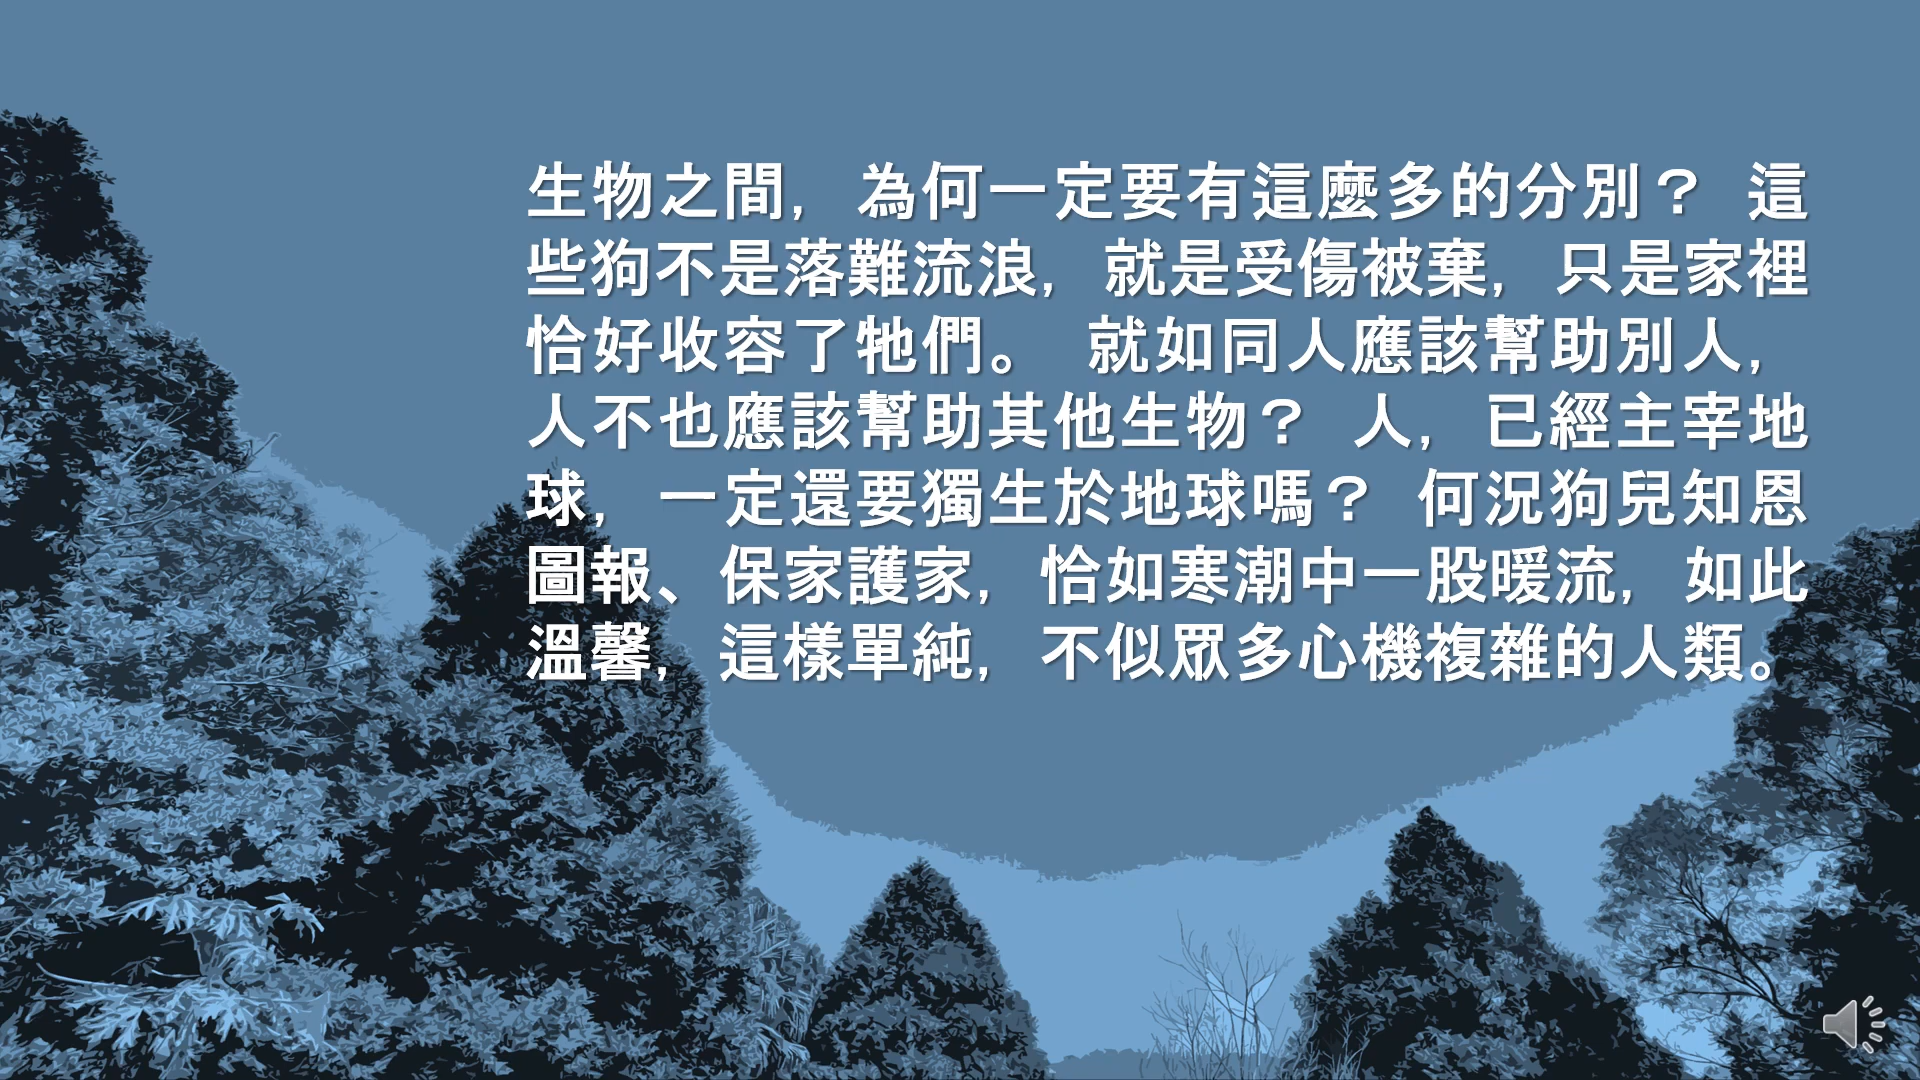 生物之間，為何一定要有這麼多的分別？ 這
些狗不是落難流浪，就是受傷被棄，只是家裡
恰好收容了牠們。 就如同人應該幫助別人，
人不也應該幫助其他生物？ 人，已經主宰地
球，一定還要獨生於地球嗎？ 何況狗兒知恩
圖報、保家護家，恰如寒潮中一股暖流，如此
溫馨，這樣單純，不似眾多心機複雜的人類。